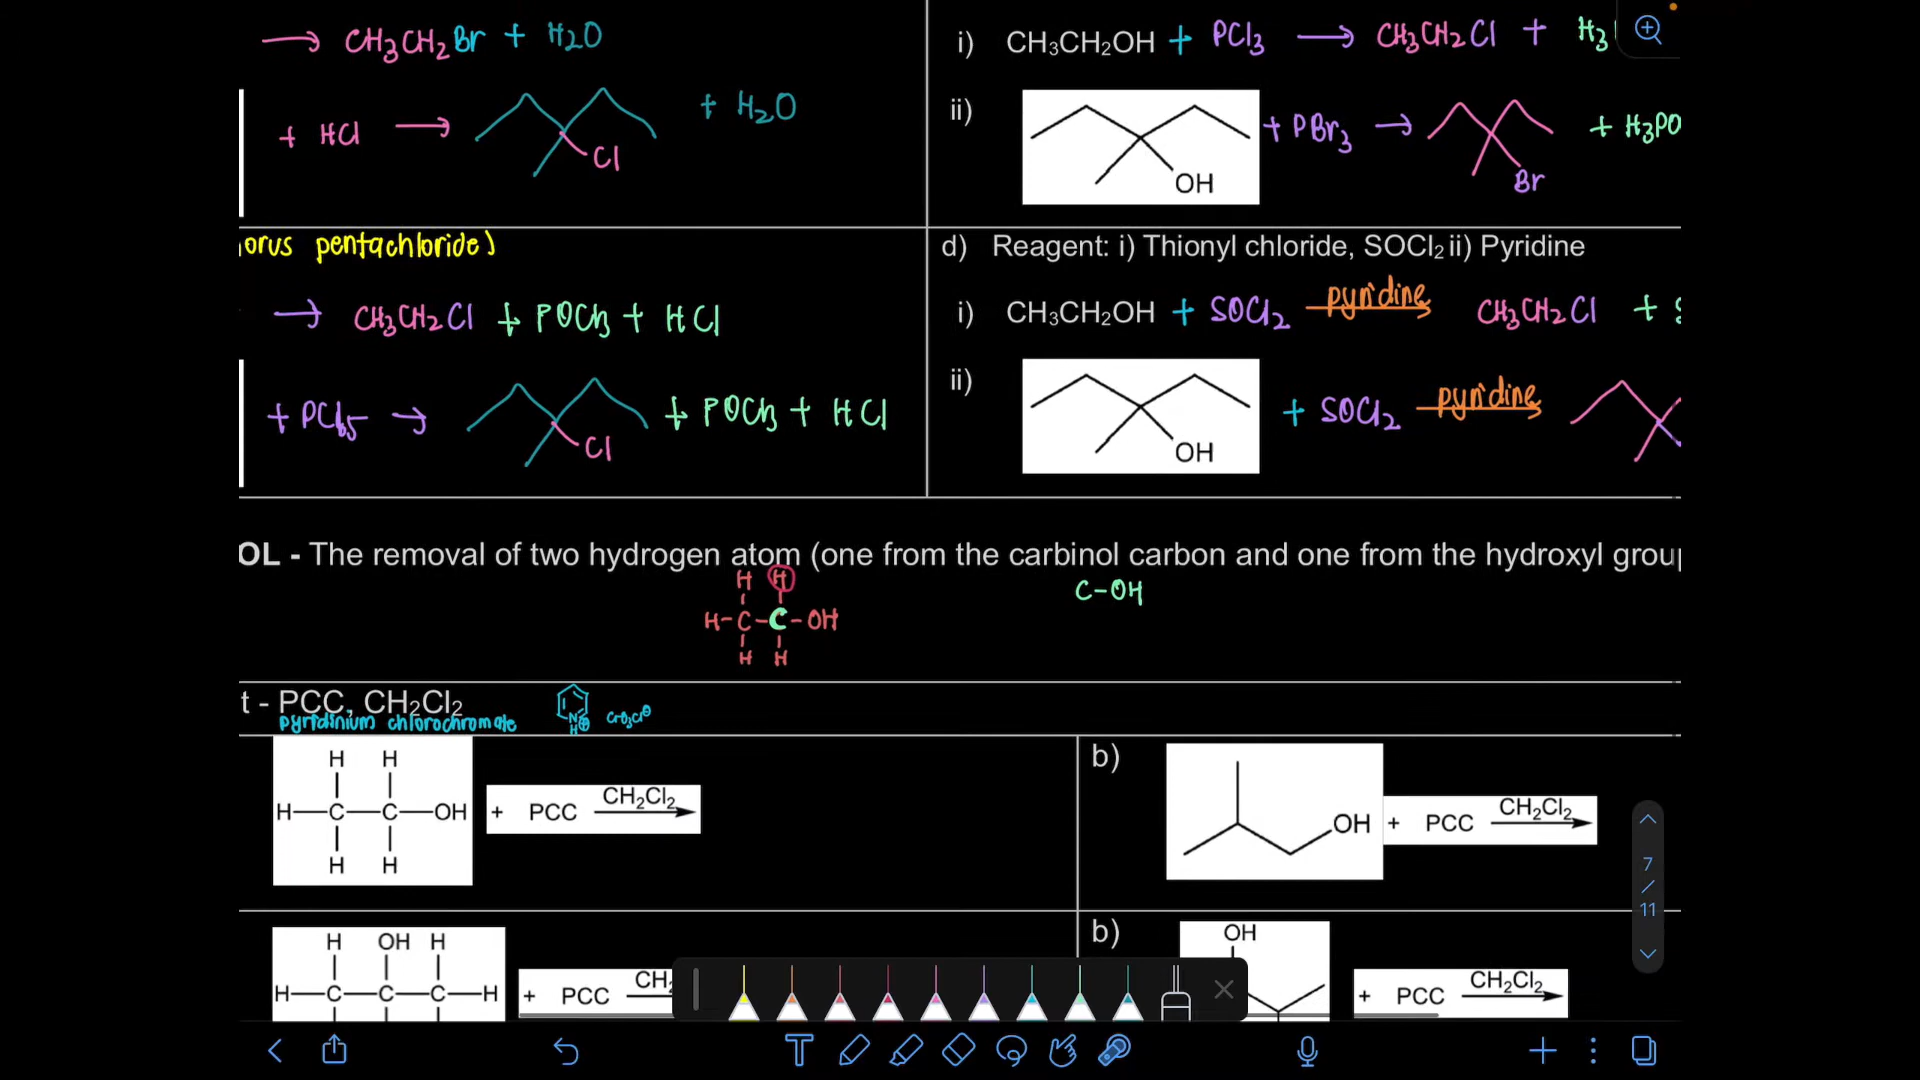 → CH3CH2Br + H2O
+ HCl → Cl + H2O
i) CH₃CH₂OH + PCl3 → CH3CH2Cl + H3
ii) OH + PBr3 → Br + H3PO
orus pentachloride)
→ CH3CH2Cl + POCl3 + HCl
+ PCl5 → Cl + POCl3 + HCl
d) Reagent: i) Thionyl chloride, SOCl₂ ii) Pyridine
i) CH₃CH₂OH + SOCl2 pyridine CH3CH2Cl +
ii) OH + SOCl2 pyridine
OL - The removal of two hydrogen atom (one from the carbinol carbon and one from the hydroxyl grou
H H
H-C-C-OH
H H
C-OH
t - PCC, CH₂Cl₂
pyridinium chlorochromate N⊕ H CrO3Cl⊖
H H
H—C—C—OH + PCC CH₂Cl₂
H H
b) OH + PCC CH₂Cl₂
H OH H
H—C—C—C—H + PCC CH
b) OH
+ PCC CH₂Cl₂
7
/
11
T